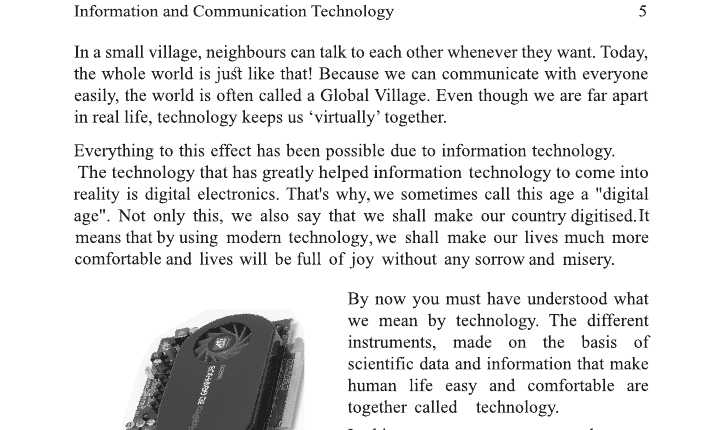 Information and Communication Technology 5
In a small village, neighbours can talk to each other whenever they want. Today,
the whole world is just like that! Because we can communicate with everyone
easily, the world is often called a Global Village. Even though we are far apart
in real life, technology keeps us ‘virtually’ together.
Everything to this effect has been possible due to information technology.
The technology that has greatly helped information technology to come into
reality is digital electronics. That's why, we sometimes call this age a "digital
age". Not only this, we also say that we shall make our country digitised. It
means that by using modern technology, we shall make our lives much more
comfortable and lives will be full of joy without any sorrow and misery.
By now you must have understood what
we mean by technology. The different
instruments, made on the basis of
scientific data and information that make
human life easy and comfortable are
together called technology.